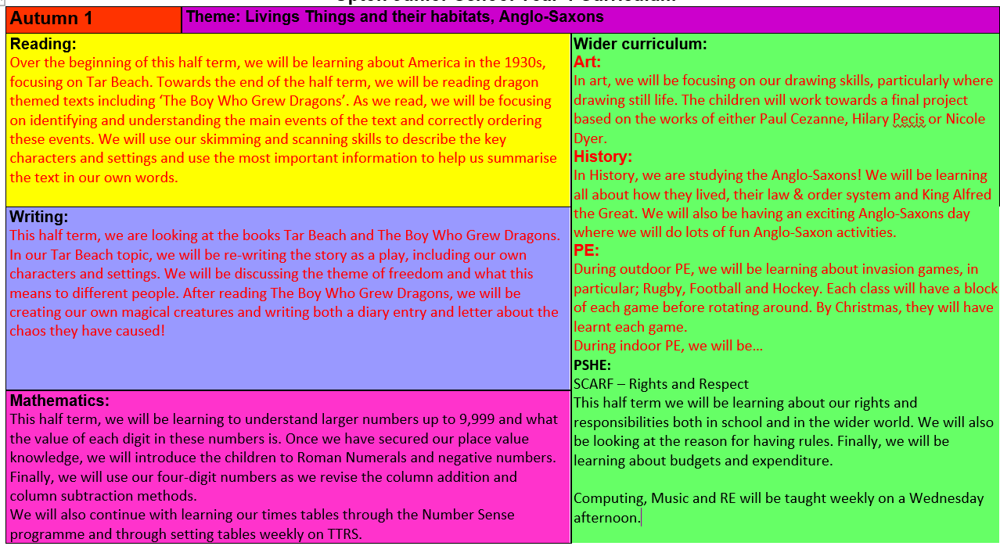 Autumn 1
Theme: Livings Things and their habitats, Anglo-Saxons
Reading:
Over the beginning of this half term, we will be learning about America in the 1930s,
focusing on Tar Beach. Towards the end of the half term, we will be reading dragon
themed texts including ‘The Boy Who Grew Dragons’. As we read, we will be focusing
on identifying and understanding the main events of the text and correctly ordering
these events. We will use our skimming and scanning skills to describe the key
characters and settings and use the most important information to help us summarise
the text in our own words.
Writing:
This half term, we are looking at the books Tar Beach and The Boy Who Grew Dragons.
In our Tar Beach topic, we will be re-writing the story as a play, including our own
characters and settings. We will be discussing the theme of freedom and what this
means to different people. After reading The Boy Who Grew Dragons, we will be
creating our own magical creatures and writing both a diary entry and letter about the
chaos they have caused!
Mathematics:
This half term, we will be learning to understand larger numbers up to 9,999 and what
the value of each digit in these numbers is. Once we have secured our place value
knowledge, we will introduce the children to Roman Numerals and negative numbers.
Finally, we will use our four-digit numbers as we revise the column addition and
column subtraction methods.
We will also continue with learning our times tables through the Number Sense
programme and through setting tables weekly on TTRS.
Wider curriculum:
Art:
In art, we will be focusing on our drawing skills, particularly where
drawing still life. The children will work towards a final project
based on the works of either Paul Cezanne, Hilary Pecis or Nicole
Dyer.
History:
In History, we are studying the Anglo-Saxons! We will be learning
all about how they lived, their law & order system and King Alfred
the Great. We will also be having an exciting Anglo-Saxons day
where we will do lots of fun Anglo-Saxon activities.
PE:
During outdoor PE, we will be learning about invasion games, in
particular; Rugby, Football and Hockey. Each class will have a block
of each game before rotating around. By Christmas, they will have
learnt each game.
During indoor PE, we will be…
PSHE:
SCARF – Rights and Respect
This half term we will be learning about our rights and
responsibilities both in school and in the wider world. We will also
be looking at the reason for having rules. Finally, we will be
learning about budgets and expenditure.
Computing, Music and RE will be taught weekly on a Wednesday
afternoon.